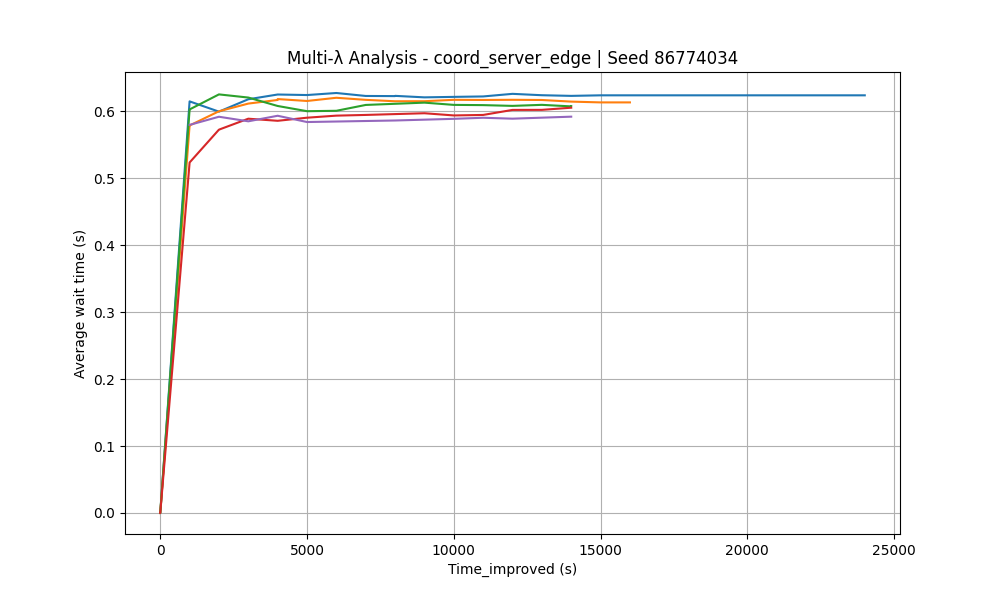 Multi-λ Analysis - coord_server_edge | Seed 86774034
Average wait time (s)
0.6
0.5
0.4
0.3
0.2
0.1
0.0
0 5000 10000 15000 20000 25000
Time_improved (s)